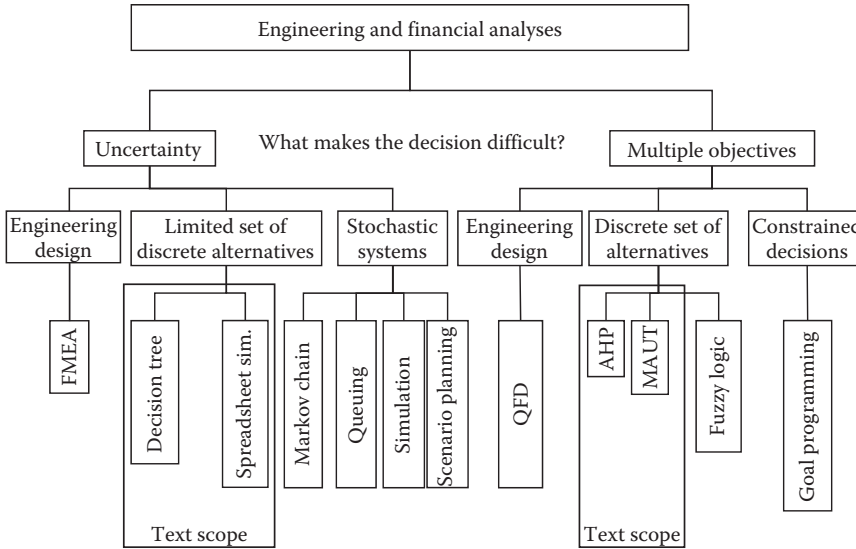 Engineering and financial analyses
What makes the decision difficult?
Uncertainty
Multiple objectives
Engineering
design
Limited set of
discrete alternatives
Stochastic
systems
Engineering
design
Discrete set of
alternatives
Constrained
decisions
FMEA
Decision tree
Spreadsheet sim.
Markov chain
Queuing
Simulation
Scenario planning
QFD
AHP
MAUT
Fuzzy logic
Goal programming
Text scope
Text scope